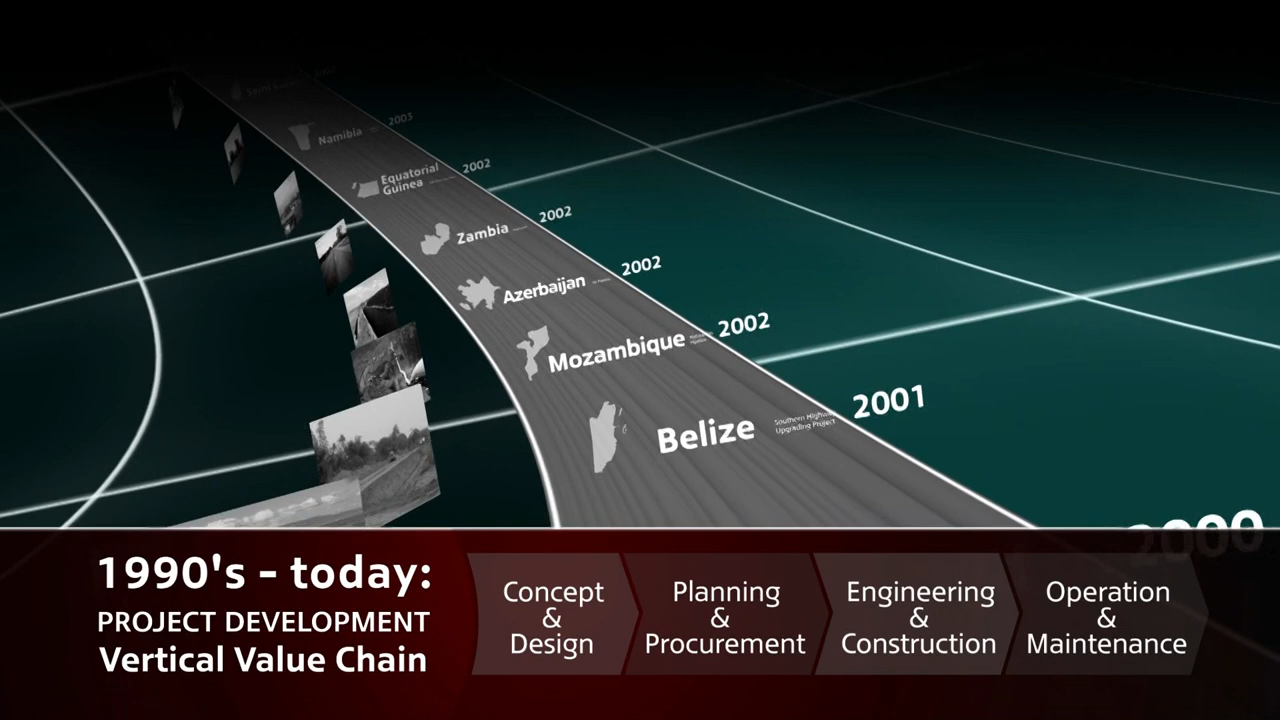 2003
Namibia
2002
Equatorial
Guinea
2002
Zambia
2002
Azerbaijan
2002
Mozambique
2001
Belize
Southern Highway
Upgrading Project
2000
1990's - today:
PROJECT DEVELOPMENT
Vertical Value Chain
Concept
&
Design
Planning
&
Procurement
Engineering
&
Construction
Operation
&
Maintenance